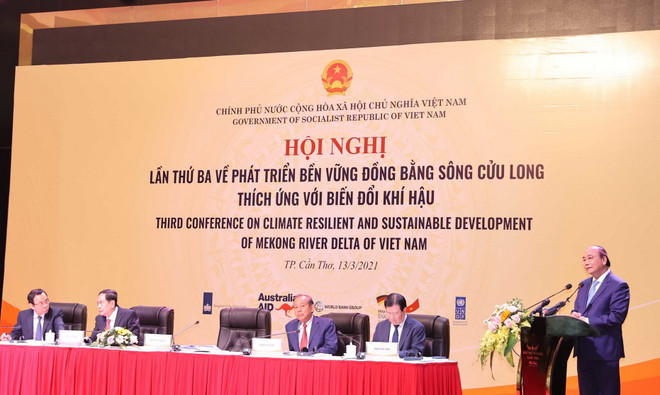 CHÍNH PHỦ NƯỚC CỘNG HÒA XÃ HỘI CHỦ NGHĨA VIỆT NAM
GOVERNMENT OF SOCIALIST REPUBLIC OF VIET NAM
HỘI NGHỊ
LẦN THỨ BA VỀ PHÁT TRIỂN BỀN VỮNG ĐỒNG BẰNG SÔNG CỬU LONG
THÍCH ỨNG VỚI BIẾN ĐỔI KHÍ HẬU
THIRD CONFERENCE ON CLIMATE RESILIENT AND SUSTAINABLE DEVELOPMENT
OF MEKONG RIVER DELTA OF VIET NAM
TP. Cần Thơ, 13/3/2021
Australian
AID
WORLD BANK GROUP